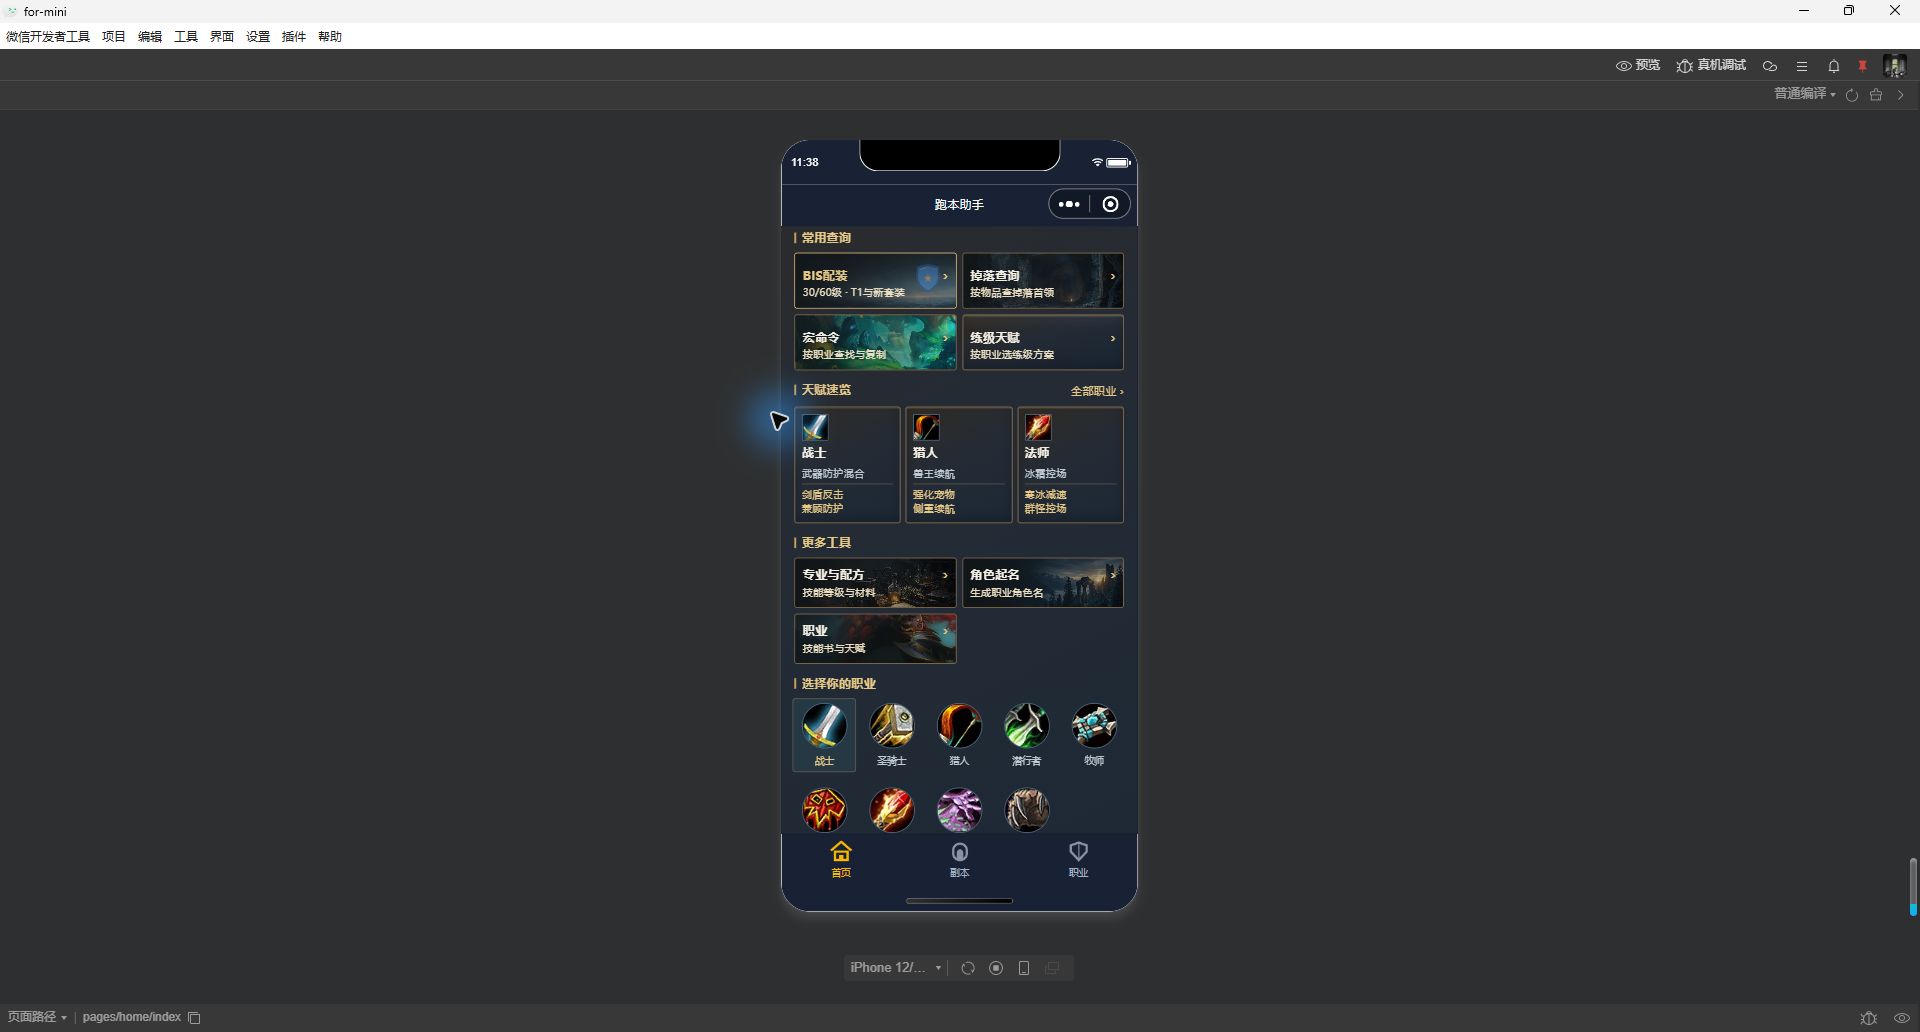 for-mini
微信开发者工具 项目 编辑 工具 界面 设置 插件 帮助
预览 真机调试
普通编译
11:38
跑本助手
常用查询
BIS配装 ›
30/60级 · T1与新套装
掉落查询 ›
按物品查掉落首领
宏命令 ›
按职业查找与复制
练级天赋 ›
按职业选练级方案
天赋速览
全部职业 ›
战士
武器防护混合
剑盾反击
兼顾防护
猎人
兽王续航
强化宠物
侧重续航
法师
冰霜控场
寒冰减速
群怪控场
更多工具
专业与配方 ›
技能等级与材料
角色起名 ›
生成职业角色名
职业 ›
技能书与天赋
选择你的职业
战士 圣骑士 猎人 潜行者 牧师
首页 副本 职业
iPhone 12/...
页面路径 | pages/home/index